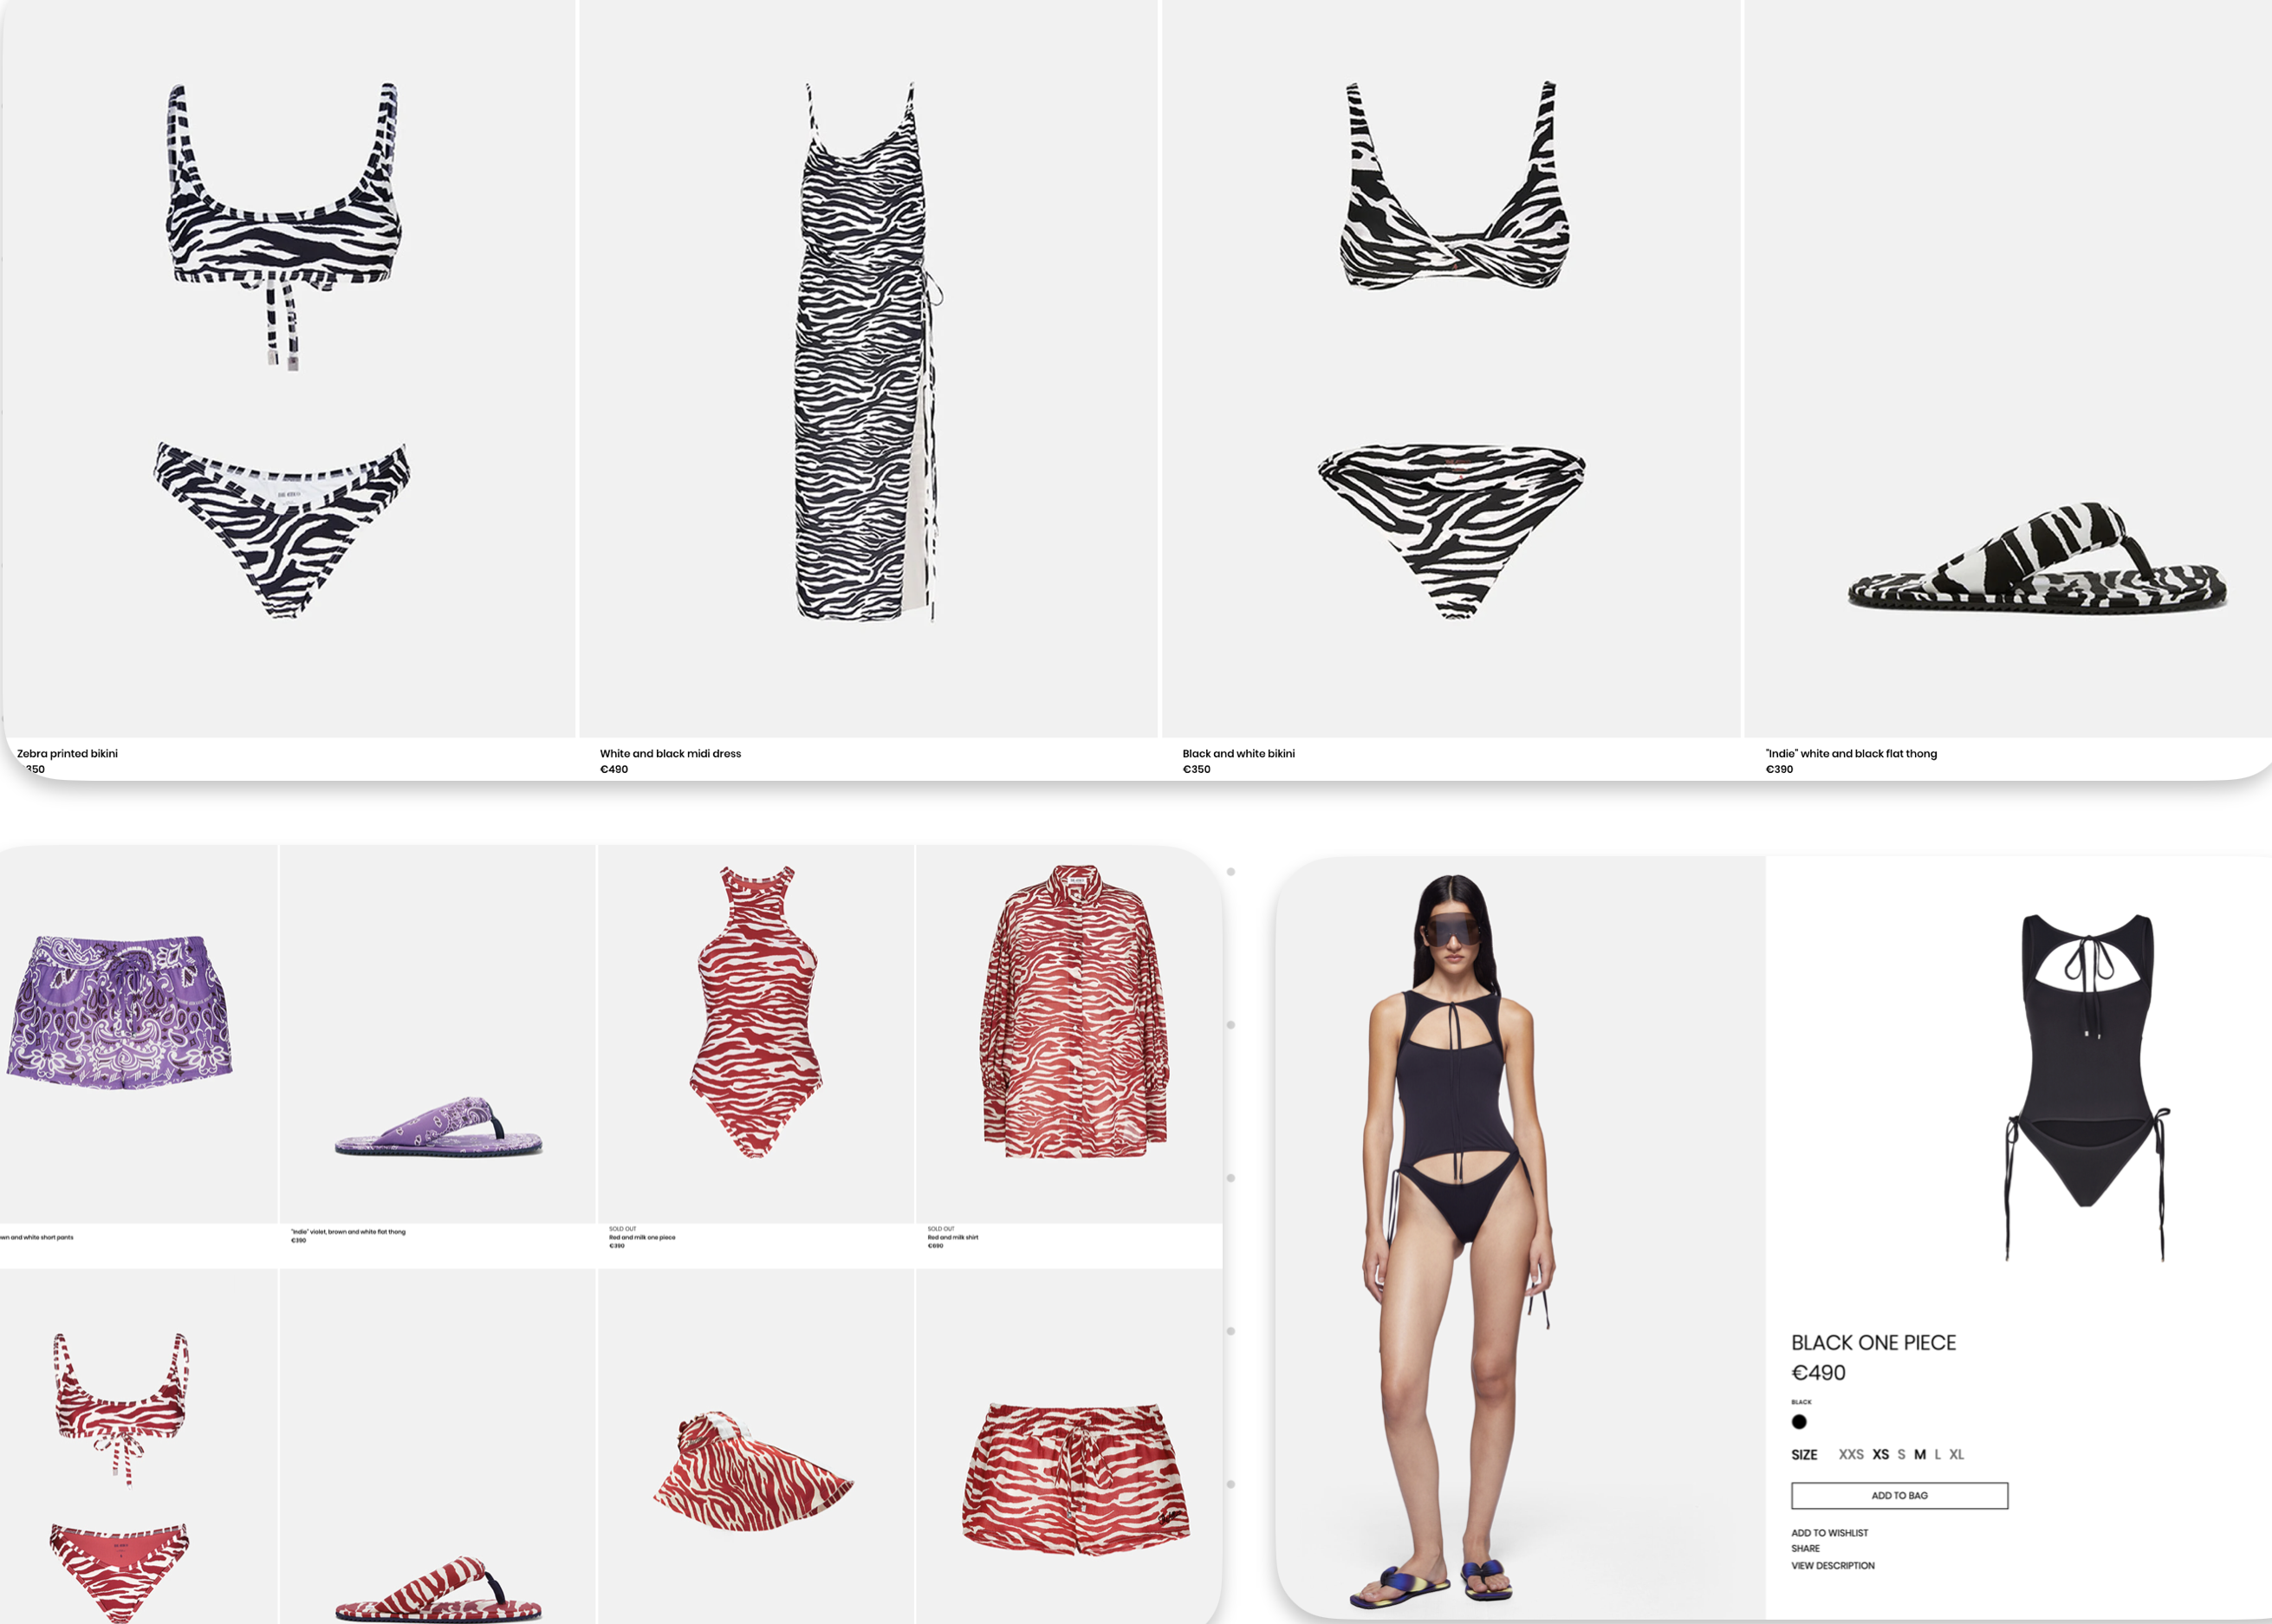 Zebra printed bikini
350
White and black midi dress
€490
Black and white bikini
€350
"Indie" white and black flat thong
€390
wn and white short pants
"Indie" violet, brown and white flat thong
€390
SOLD OUT
Red and milk one piece
€390
SOLD OUT
Red and milk shirt
€690
BLACK ONE PIECE
€490
BLACK
SIZE XXS XS S M L XL
ADD TO BAG
ADD TO WISHLIST
SHARE
VIEW DESCRIPTION